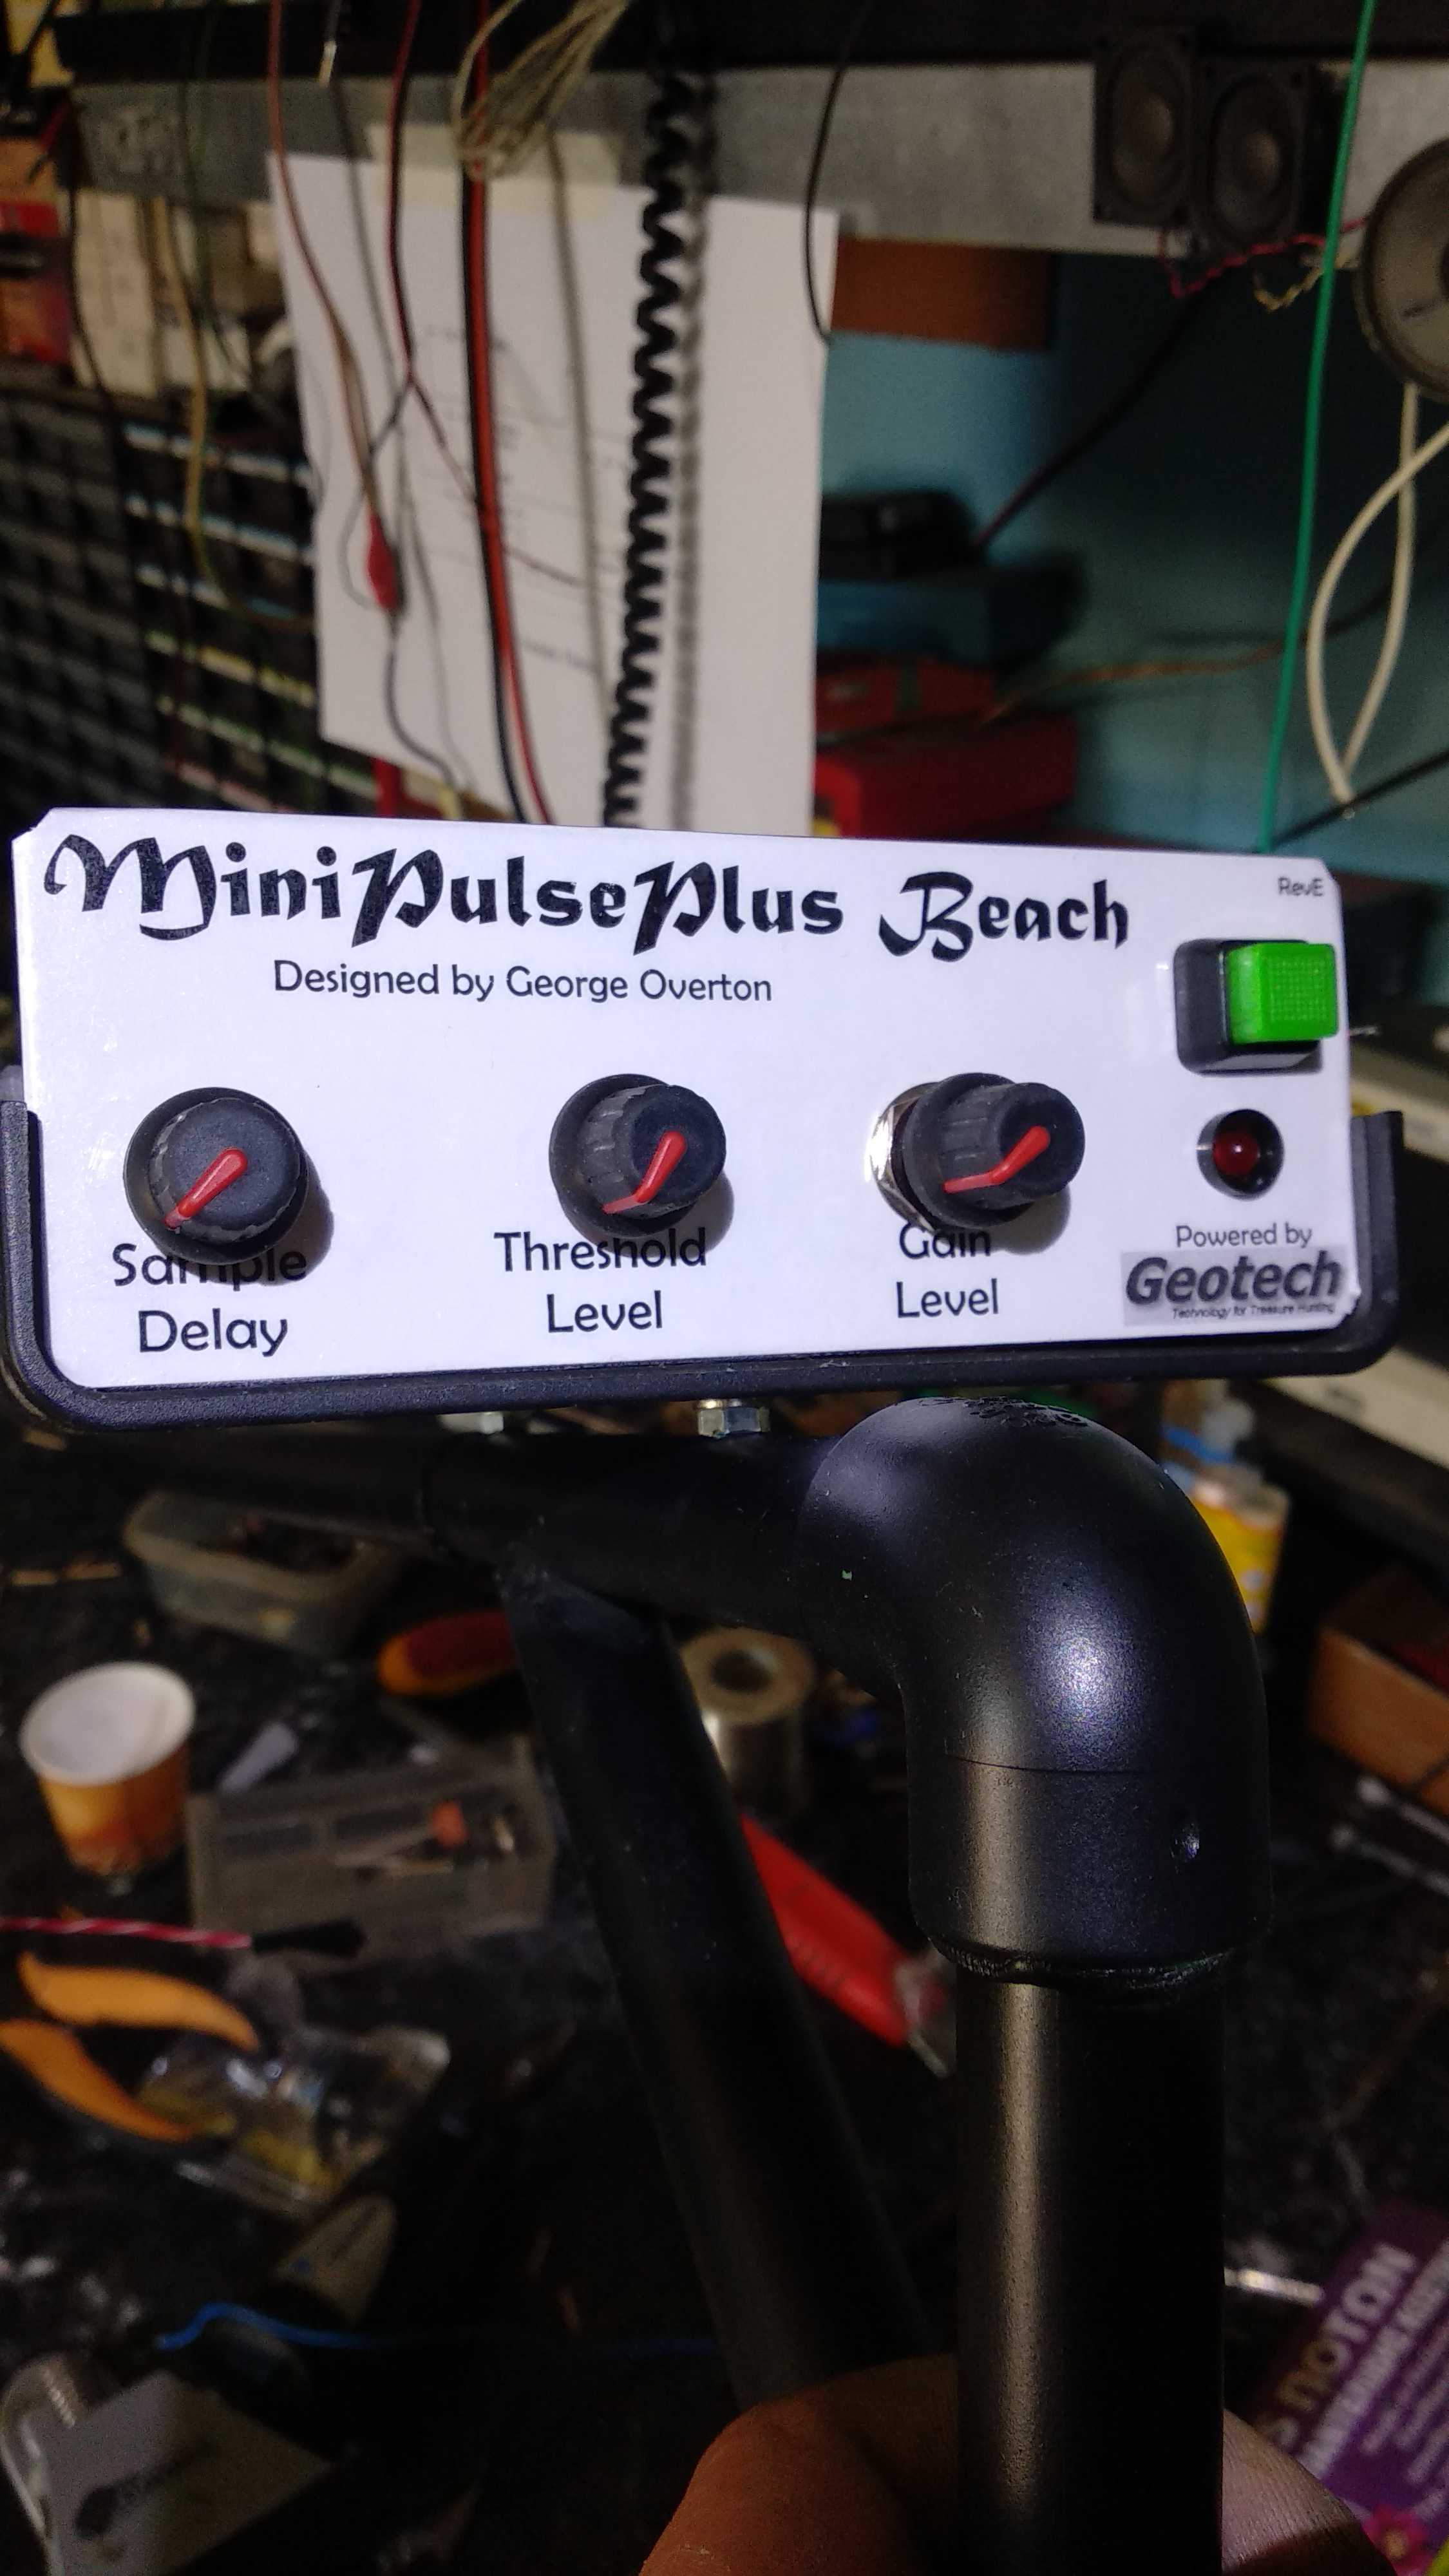 MiniPulsePlus Beach
RevE
Designed by George Overton
Sample
Delay
Threshold
Level
Gain
Level
Powered by
Geotech
Technology for Treasure Hunting
NOTON